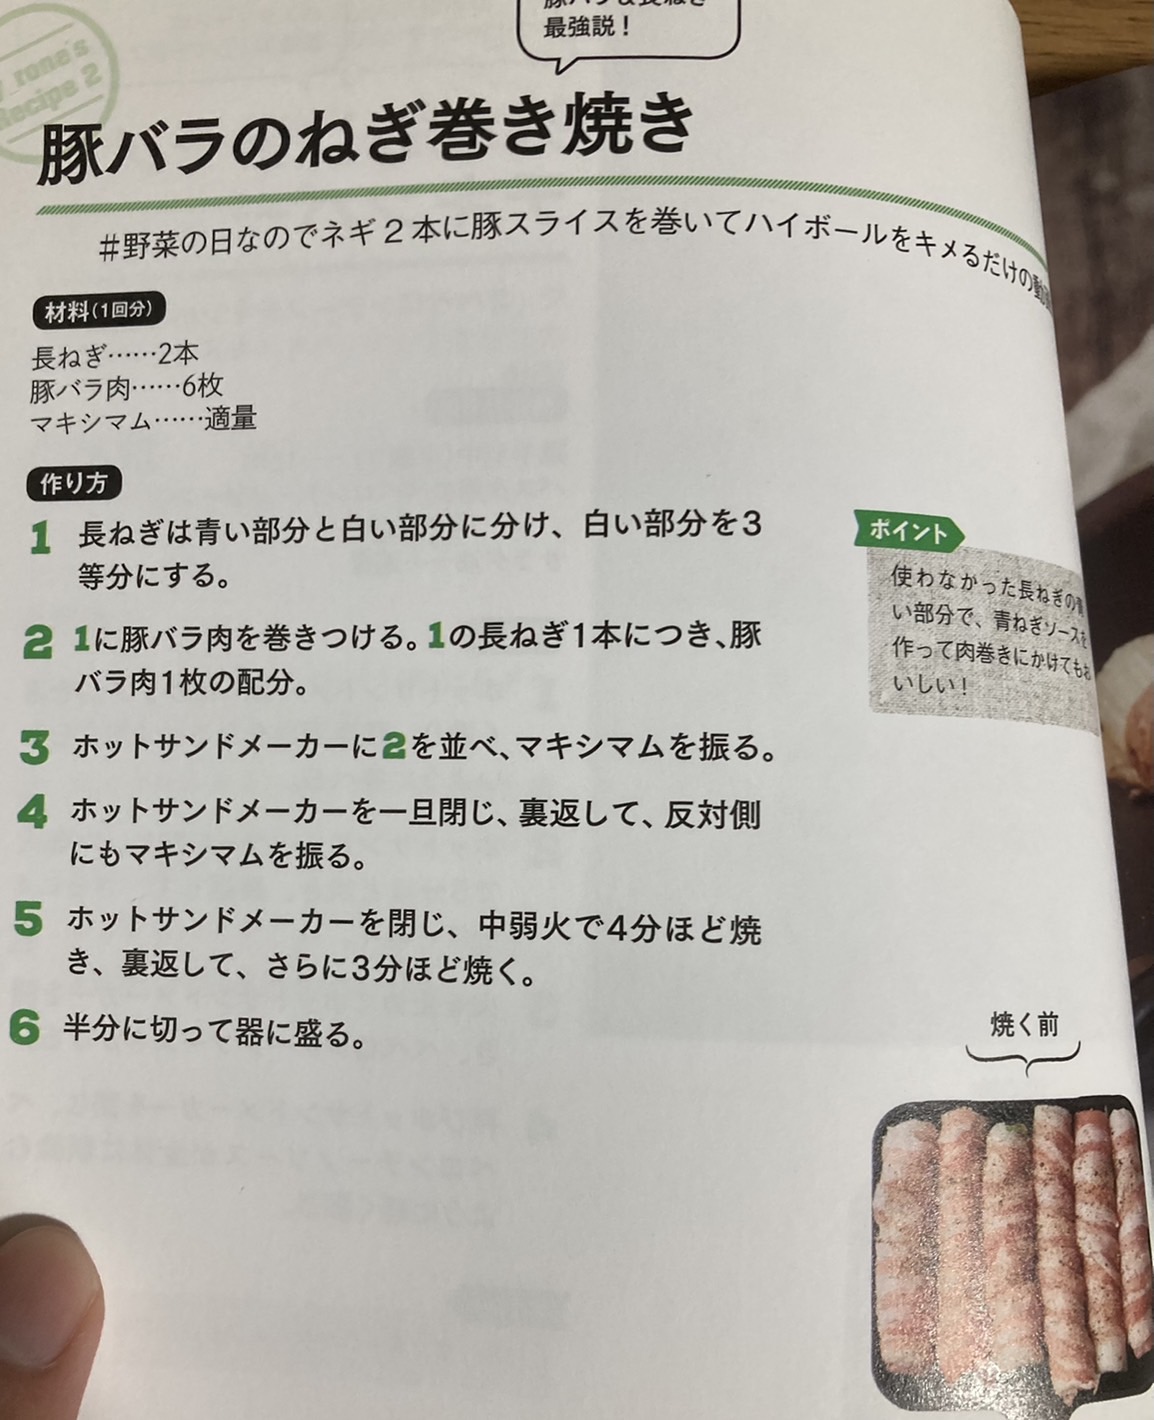 最強説！
rone's
Recipe 2
豚バラのねぎ巻き焼き
＃野菜の日なのでネギ２本に豚スライスを巻いてハイボールをキメるだけの動
材料（1回分）
長ねぎ……2本
豚バラ肉……6枚
マキシマム……適量
作り方
1 長ねぎは青い部分と白い部分に分け、白い部分を3
等分にする。
2 1に豚バラ肉を巻きつける。1の長ねぎ1本につき、豚
バラ肉1枚の配分。
3 ホットサンドメーカーに2を並べ、マキシマムを振る。
4 ホットサンドメーカーを一旦閉じ、裏返して、反対側
にもマキシマムを振る。
5 ホットサンドメーカーを閉じ、中弱火で4分ほど焼
き、裏返して、さらに3分ほど焼く。
6 半分に切って器に盛る。
ポイント
使わなかった長ねぎの青
い部分で、青ねぎソースを
作って肉巻きにかけてもお
いしい！
焼く前